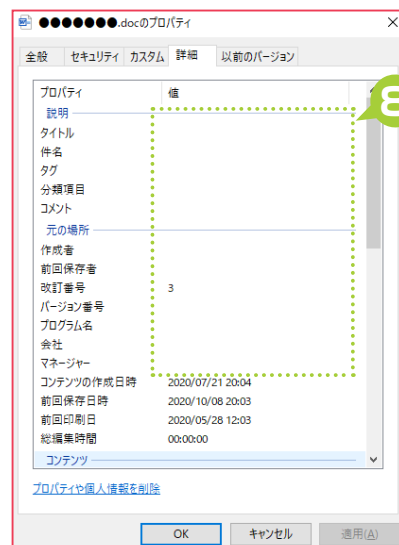 ●●●●●●●.docのプロパティ
全般 セキュリティ カスタム 詳細 以前のバージョン
プロパティ 値
説明
タイトル
件名
タグ
分類項目
コメント
元の場所
作成者
前回保存者
改訂番号 3
バージョン番号
プログラム名
会社
マネージャー
コンテンツの作成日時 2020/07/21 20:04
前回保存日時 2020/10/08 20:03
前回印刷日 2020/05/28 12:03
総編集時間 00:00:00
コンテンツ
プロパティや個人情報を削除
OK キャンセル 適用(A)